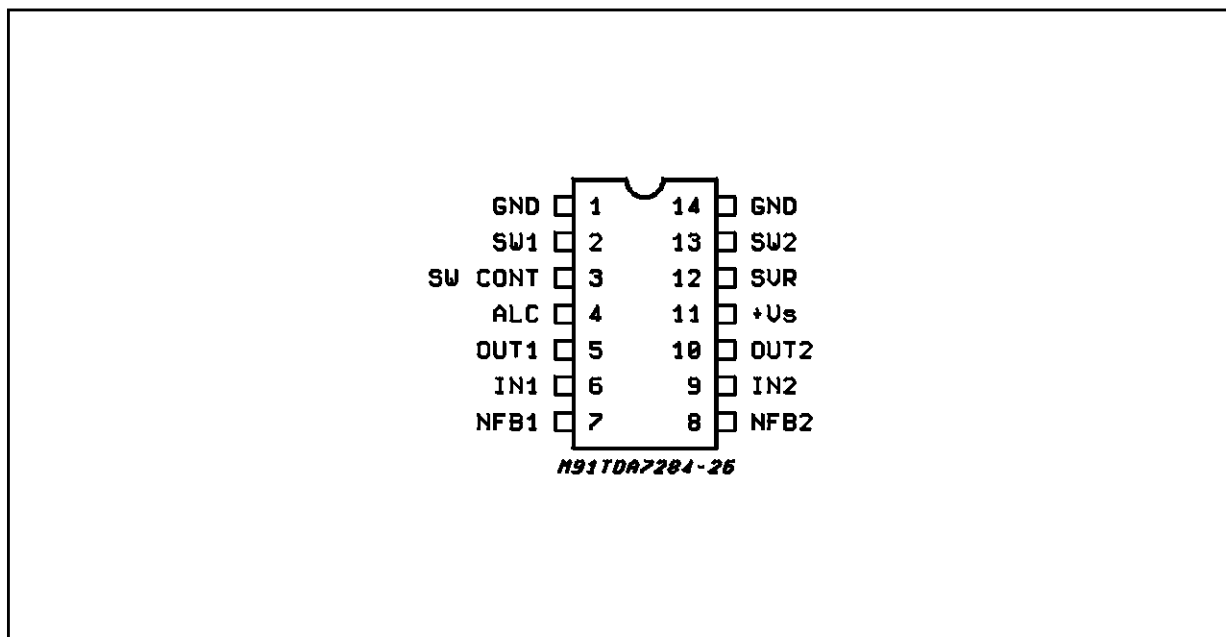 GND 1 14 GND
SW1 2 13 SW2
SW CONT 3 12 SVR
ALC 4 11 +Vs
OUT1 5 10 OUT2
IN1 6 9 IN2
NFB1 7 8 NFB2
M91TDA7284-26